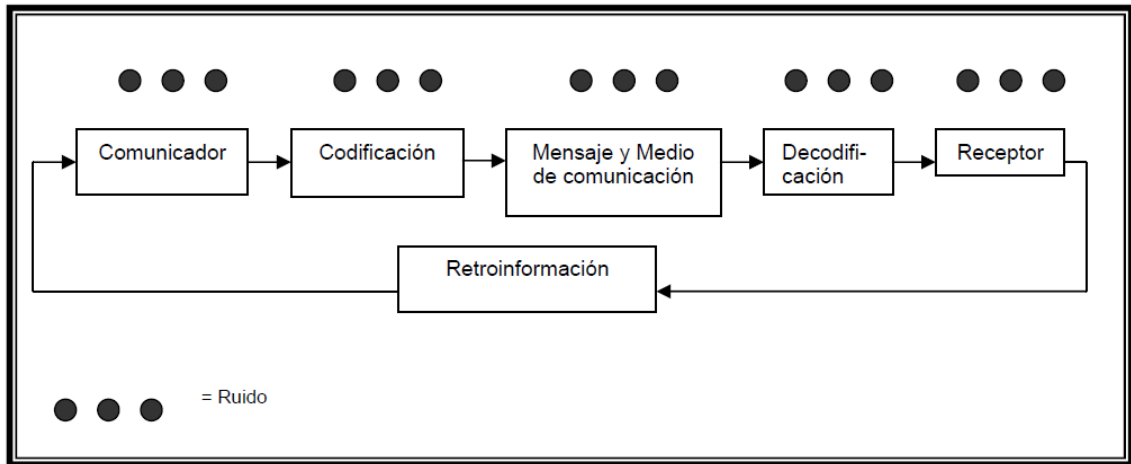 Comunicador
Codificación
Mensaje y Medio
de comunicación
Decodifi-
cación
Receptor
Retroinformación
= Ruido